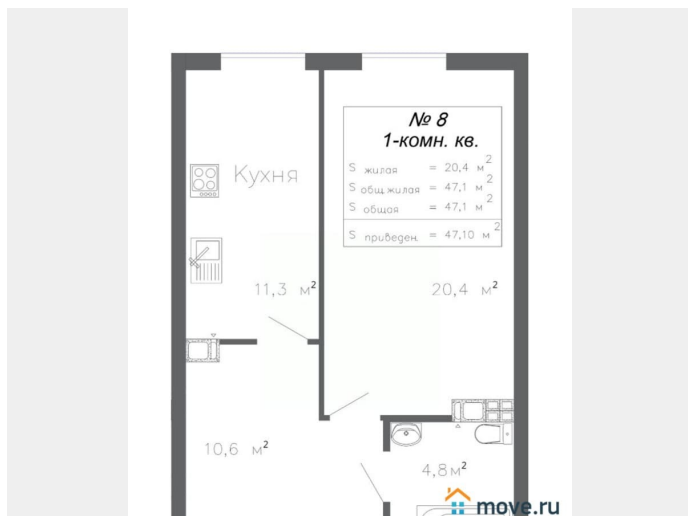 № 8
1-комн. кв.
S жилая = 20,4 м²
S общ.жилая = 47,1 м²
S общая = 47,1 м²
S приведен. = 47,10 м²
Кухня
11,3 м²
20,4 м²
10,6 м²
4,8м²
move.ru